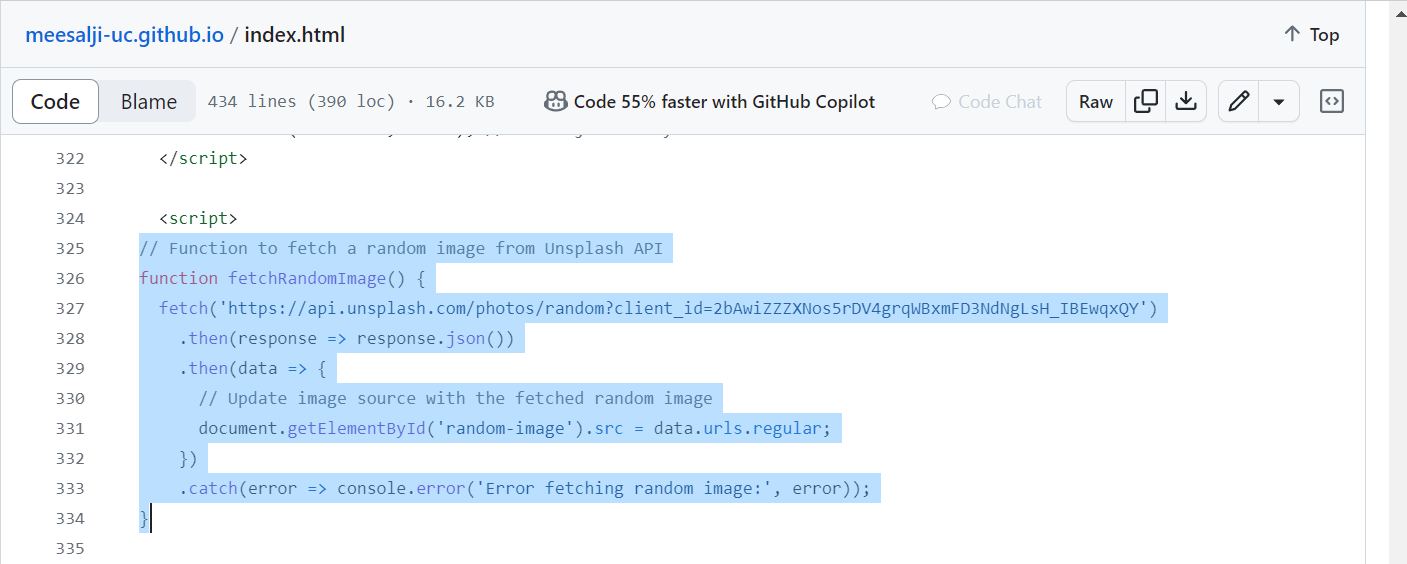 meesalji-uc.github.io / index.html
Top
Code Blame 434 lines (390 loc) · 16.2 KB Code 55% faster with GitHub Copilot Code Chat Raw
322 </script>
323
324 <script>
325 // Function to fetch a random image from Unsplash API
326 function fetchRandomImage() {
327 fetch('https://api.unsplash.com/photos/random?client_id=2bAwiZZZXNos5rDV4grqWBxmFD3NdNgLsH_IBEwqxQY')
328 .then(response => response.json())
329 .then(data => {
330 // Update image source with the fetched random image
331 document.getElementById('random-image').src = data.urls.regular;
332 })
333 .catch(error => console.error('Error fetching random image:', error));
334 }
335